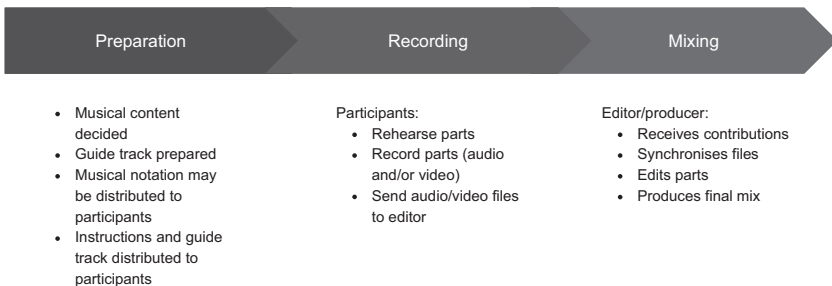 Preparation
Recording
Mixing
• Musical content
decided
• Guide track prepared
• Musical notation may
be distributed to
participants
• Instructions and guide
track distributed to
participants
Participants:
• Rehearse parts
• Record parts (audio
and/or video)
• Send audio/video files
to editor
Editor/producer:
• Receives contributions
• Synchronises files
• Edits parts
• Produces final mix